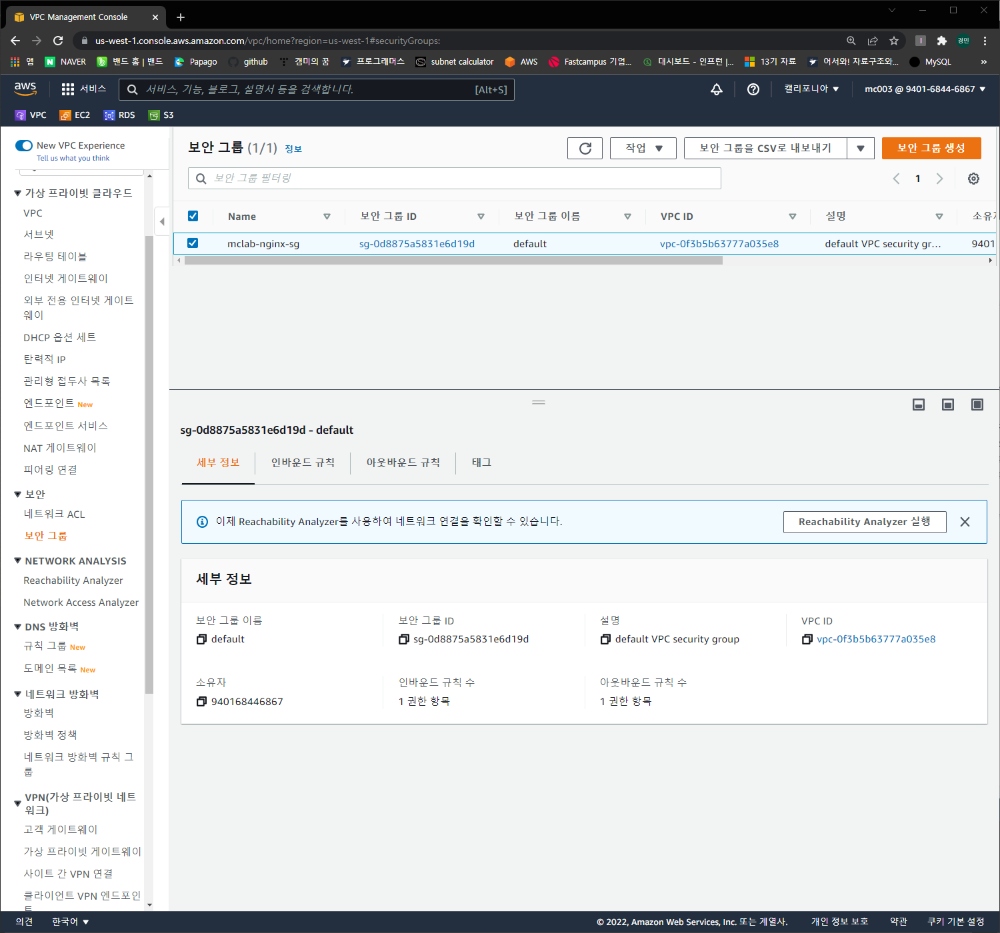 VPC Management Console
us-west-1.console.aws.amazon.com/vpc/home?region=us-west-1#securityGroups:
경민
앱 NAVER 밴드 홈 | 밴드 Papago github 갬미의 꿈 프로그래머스 subnet calculator AWS Fastcampus 기업... 대시보드 - 인프런 |... 13기 자료 어서와! 자료구조와... MySQL »
aws 서비스 서비스, 기능, 블로그, 설명서 등을 검색합니다. [Alt+S] 캘리포니아 ▼ mc003 @ 9401-6844-6867 ▼
VPC EC2 RDS S3
New VPC Experience
Tell us what you think
가상 프라이빗 클라우드
VPC
서브넷
라우팅 테이블
인터넷 게이트웨이
외부 전용 인터넷 게이트
웨이
DHCP 옵션 세트
탄력적 IP
관리형 접두사 목록
엔드포인트 New
엔드포인트 서비스
NAT 게이트웨이
피어링 연결
보안
네트워크 ACL
보안 그룹
NETWORK ANALYSIS
Reachability Analyzer
Network Access Analyzer
DNS 방화벽
규칙 그룹 New
도메인 목록 New
네트워크 방화벽
방화벽
방화벽 정책
네트워크 방화벽 규칙 그
룹
VPN(가상 프라이빗 네트
워크)
고객 게이트웨이
가상 프라이빗 게이트웨이
사이트 간 VPN 연결
클라이언트 VPN 엔드포인
트
보안 그룹 (1/1) 정보
작업 ▼ 보안 그룹을 CSV로 내보내기 ▼ 보안 그룹 생성
보안 그룹 필터링
1
Name 보안 그룹 ID 보안 그룹 이름 VPC ID 설명 소유자
mclab-nginx-sg sg-0d8875a5831e6d19d default vpc-0f3b5b63777a035e8 default VPC security gr... 9401
sg-0d8875a5831e6d19d - default
세부 정보 인바운드 규칙 아웃바운드 규칙 태그
이제 Reachability Analyzer를 사용하여 네트워크 연결을 확인할 수 있습니다.
Reachability Analyzer 실행
세부 정보
보안 그룹 이름 보안 그룹 ID 설명 VPC ID
default sg-0d8875a5831e6d19d default VPC security group vpc-0f3b5b63777a035e8
소유자 인바운드 규칙 수 아웃바운드 규칙 수
940168446867 1 권한 항목 1 권한 항목
의견 한국어 ▼ © 2022, Amazon Web Services, Inc. 또는 계열사. 개인 정보 보호 약관 쿠키 기본 설정